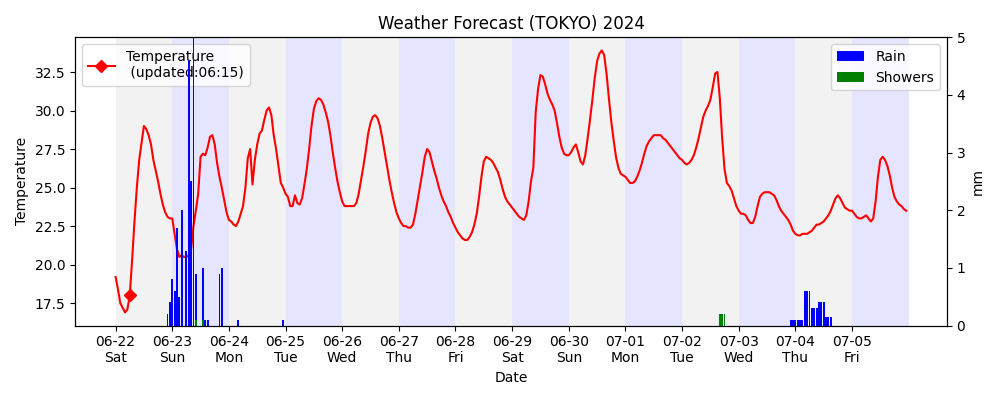 Weather Forecast (TOKYO) 2024
Temperature
(updated:06:15)
Rain
Showers
Temperature
32.5
30.0
27.5
25.0
22.5
20.0
17.5
5
4
3
2
1
0
mm
06-22 06-23 06-24 06-25 06-26 06-27 06-28 06-29 06-30 07-01 07-02 07-03 07-04 07-05
Sat Sun Mon Tue Wed Thu Fri Sat Sun Mon Tue Wed Thu Fri
Date